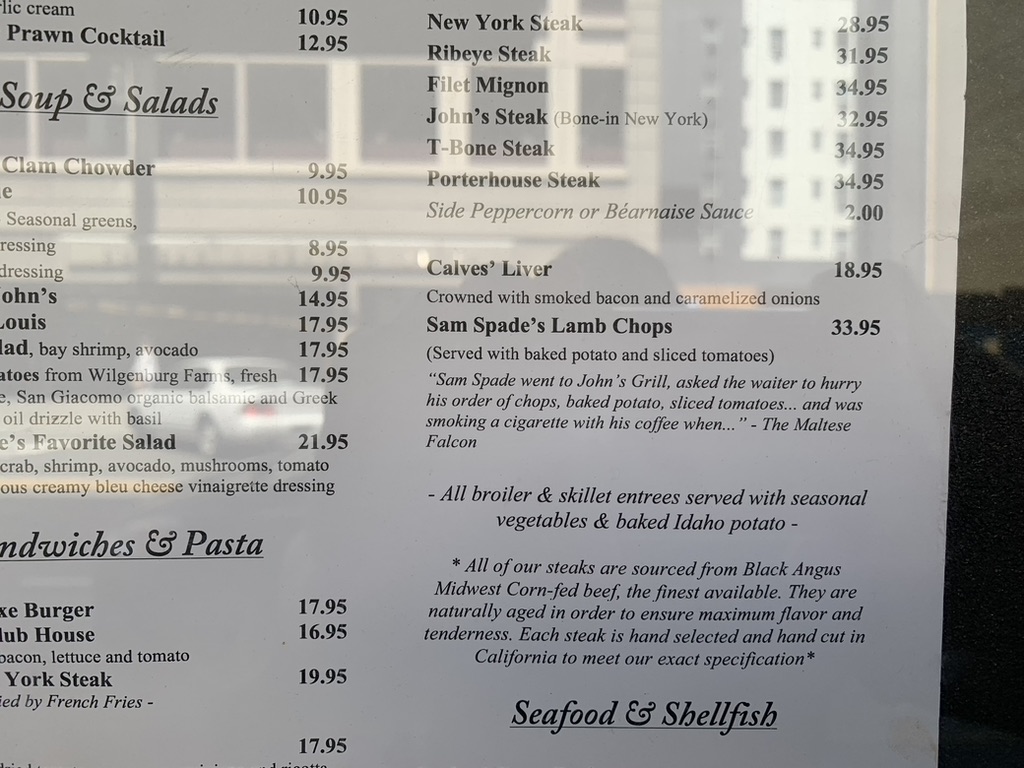 rlic cream 10.95
Prawn Cocktail 12.95
Soup & Salads
Clam Chowder 9.95
e 10.95
Seasonal greens,
ressing 8.95
dressing 9.95
ohn's 14.95
Louis 17.95
lad, bay shrimp, avocado 17.95
atoes from Wilgenburg Farms, fresh 17.95
e, San Giacomo organic balsamic and Greek
oil drizzle with basil
e's Favorite Salad 21.95
crab, shrimp, avocado, mushrooms, tomato
ous creamy bleu cheese vinaigrette dressing
ndwiches & Pasta
xe Burger 17.95
lub House 16.95
bacon, lettuce and tomato
York Steak 19.95
ied by French Fries -
17.95
New York Steak 28.95
Ribeye Steak 31.95
Filet Mignon 34.95
John's Steak (Bone-in New York) 32.95
T-Bone Steak 34.95
Porterhouse Steak 34.95
Side Peppercorn or Béarnaise Sauce 2.00
Calves' Liver 18.95
Crowned with smoked bacon and caramelized onions
Sam Spade's Lamb Chops 33.95
(Served with baked potato and sliced tomatoes)
"Sam Spade went to John's Grill, asked the waiter to hurry
his order of chops, baked potato, sliced tomatoes... and was
smoking a cigarette with his coffee when..." - The Maltese
Falcon
- All broiler & skillet entrees served with seasonal
vegetables & baked Idaho potato -
* All of our steaks are sourced from Black Angus
Midwest Corn-fed beef, the finest available. They are
naturally aged in order to ensure maximum flavor and
tenderness. Each steak is hand selected and hand cut in
California to meet our exact specification*
Seafood & Shellfish